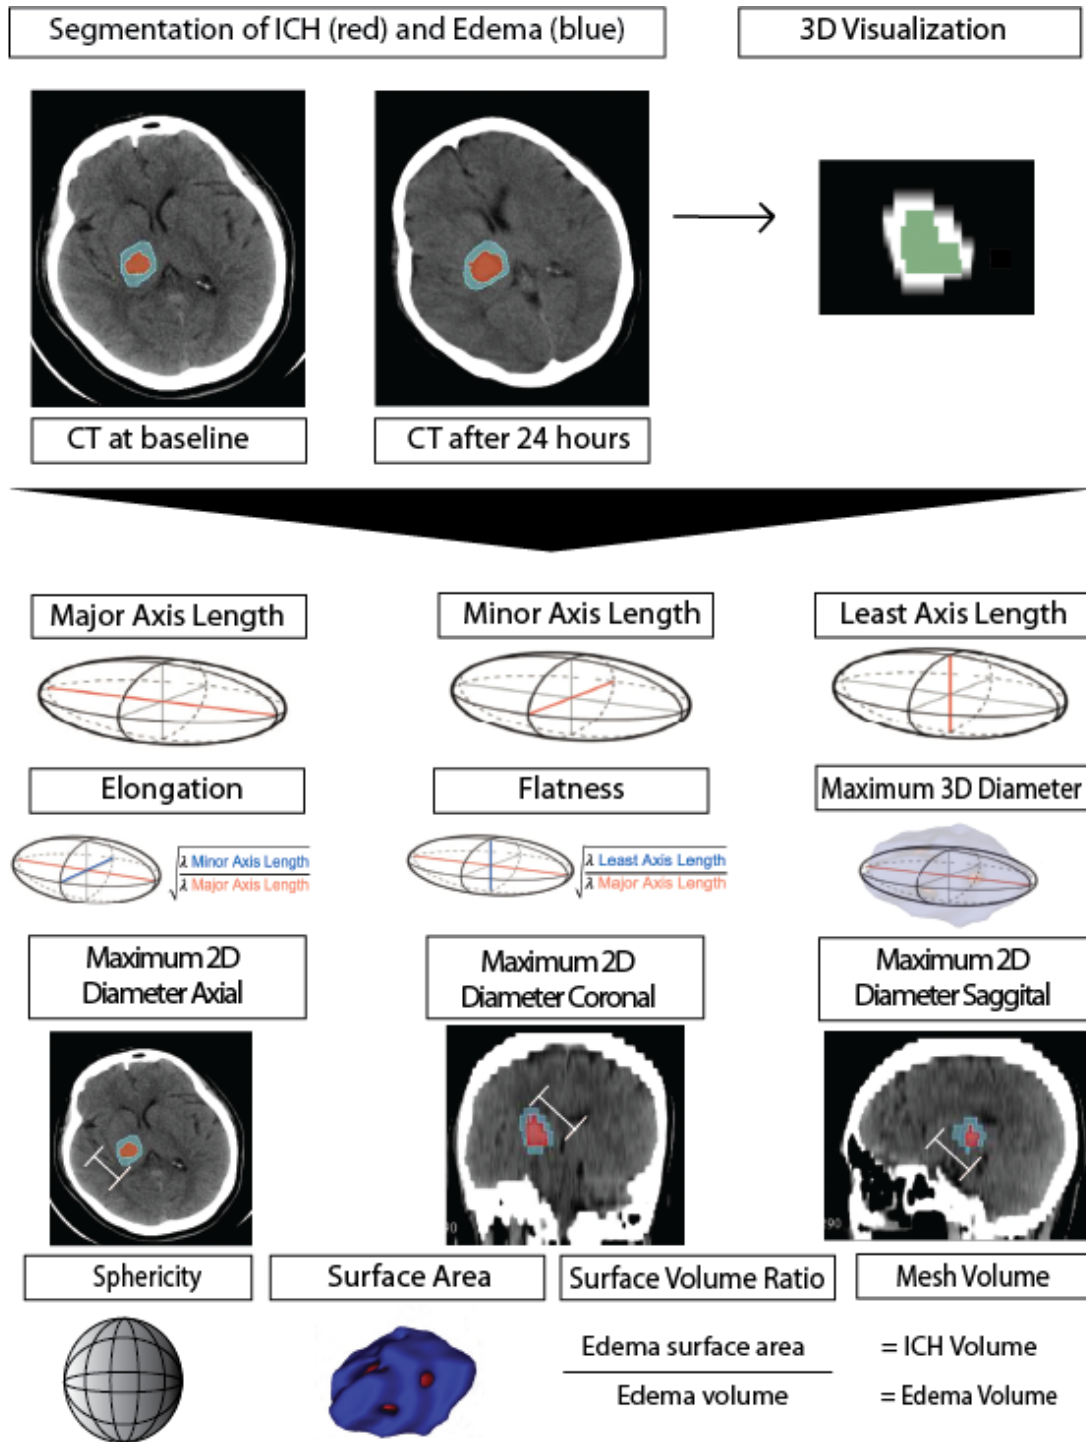 Segmentation of ICH (red) and Edema (blue)
3D Visualization
CT at baseline
CT after 24 hours
Major Axis Length
Minor Axis Length
Least Axis Length
Elongation
Flatness
Maximum 3D Diameter
λ Minor Axis Length
λ Major Axis Length
λ Least Axis Length
λ Major Axis Length
Maximum 2D
Diameter Axial
Maximum 2D
Diameter Coronal
Maximum 2D
Diameter Saggital
290
Sphericity
Surface Area
Surface Volume Ratio
Mesh Volume
Edema surface area
Edema volume
= ICH Volume
= Edema Volume